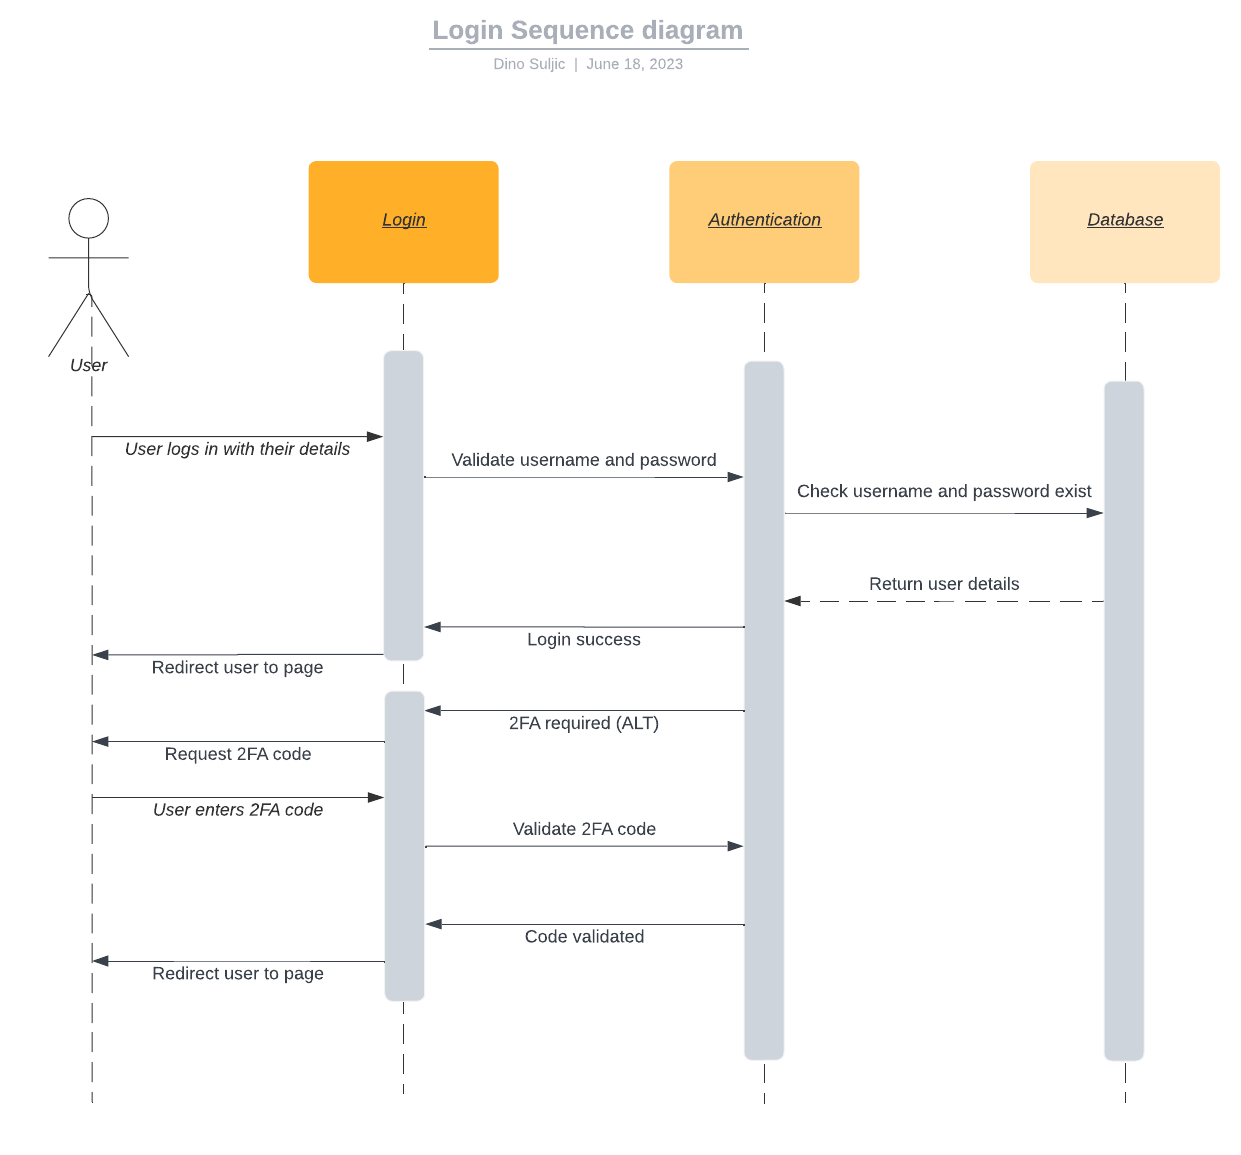 Login Sequence diagram
Dino Suljic | June 18, 2023
Login
Authentication
Database
User
User logs in with their details
Validate username and password
Check username and password exist
Return user details
Login success
Redirect user to page
2FA required (ALT)
Request 2FA code
User enters 2FA code
Validate 2FA code
Code validated
Redirect user to page